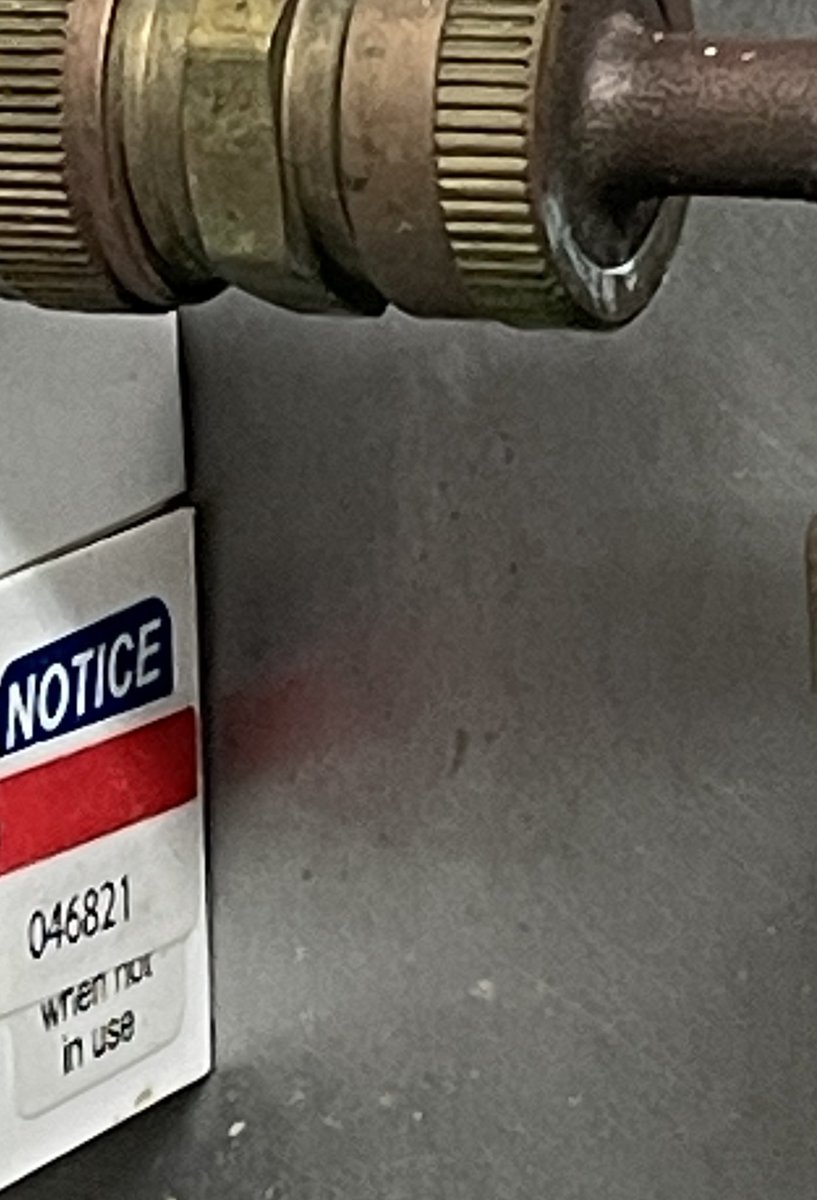 NOTICE
046821
when not
in use